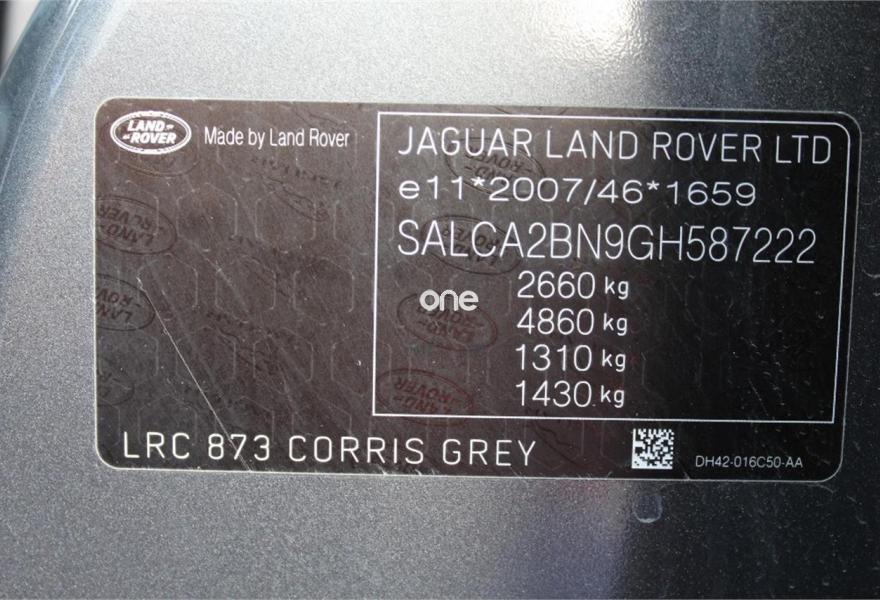 LAND
ROVER
Made by Land Rover
JAGUAR LAND ROVER LTD
e11*2007/46*1659
SALCA2BN9GH587222
2660 kg
4860 kg
1310 kg
1430 kg
one
LRC 873 CORRIS GREY
DH42-016C50-AA